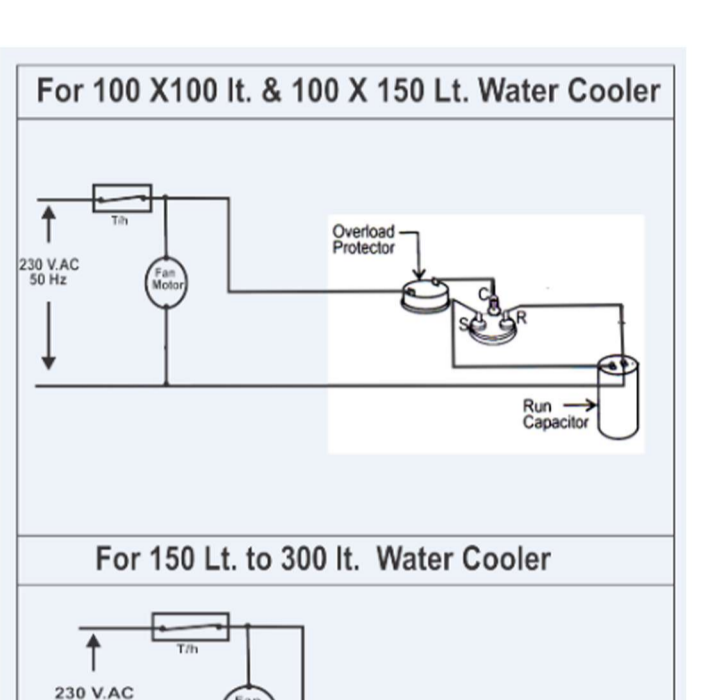 For 100 X100 lt. & 100 X 150 Lt. Water Cooler
T/h
Overload
Protector
230 V.AC
50 Hz
Fan
Motor
C
S
R
Run
Capacitor
For 150 Lt. to 300 lt. Water Cooler
T/h
230 V.AC